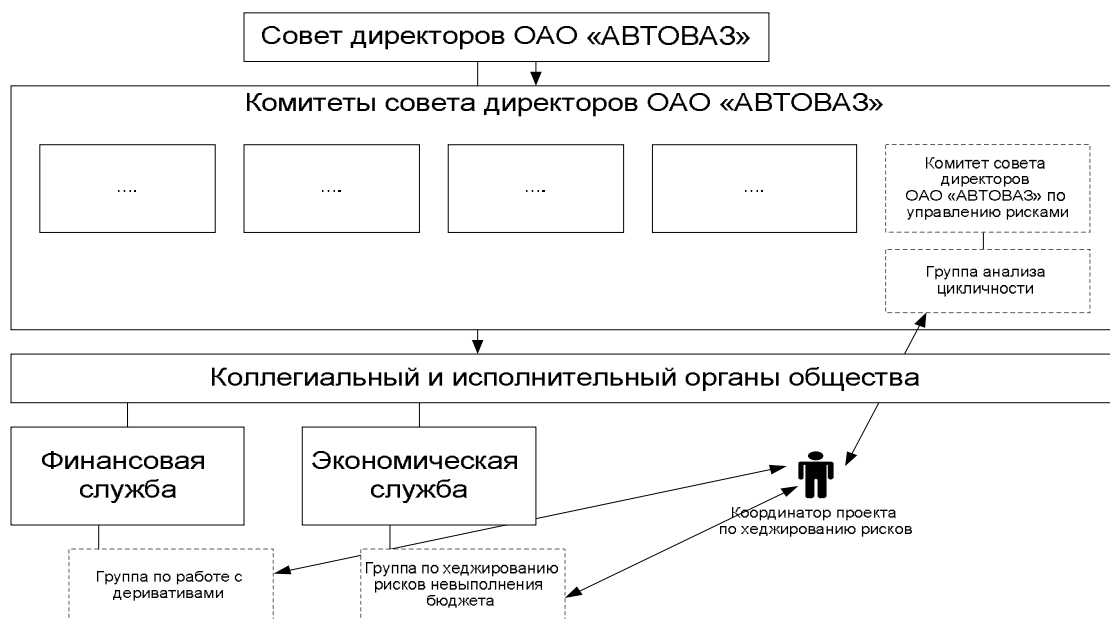 Совет директоров ОАО «АВТОВАЗ»
Комитеты совета директоров ОАО «АВТОВАЗ»
….
….
….
….
Комитет совета
директоров
ОАО «АВТОВАЗ» по
управлению рисками
Группа анализа
цикличности
Коллегиальный и исполнительный органы общества
Финансовая
служба
Экономическая
служба
Координатор проекта
по хеджированию рисков
Группа по работе с
деривативами
Группа по хеджированию
рисков невыполнения
бюджета